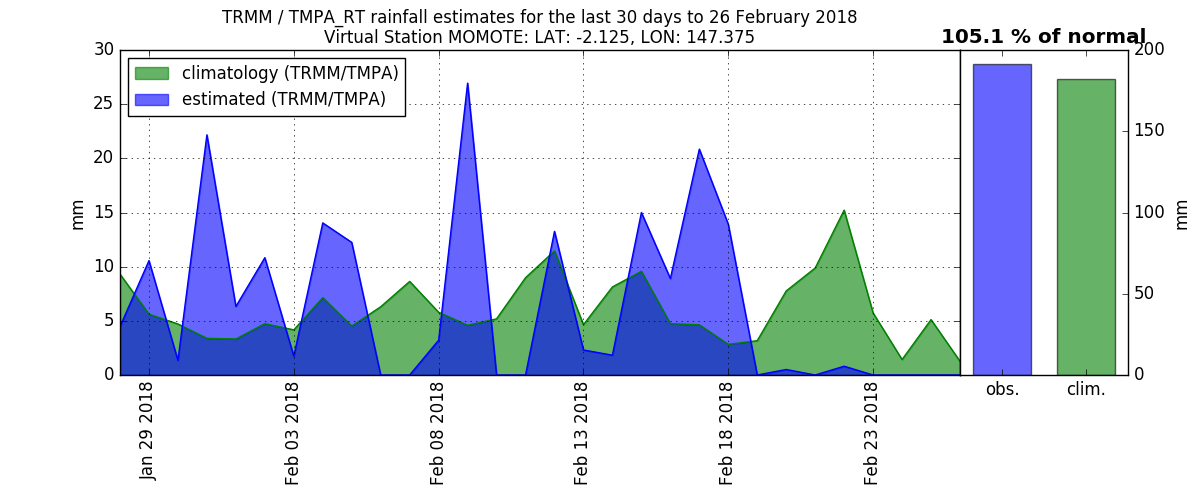 TRMM / TMPA_RT rainfall estimates for the last 30 days to 26 February 2018
Virtual Station MOMOTE: LAT: -2.125, LON: 147.375
105.1 % of normal
climatology (TRMM/TMPA)
estimated (TRMM/TMPA)
mm
30
25
20
15
10
5
0
Jan 29 2018
Feb 03 2018
Feb 08 2018
Feb 13 2018
Feb 18 2018
Feb 23 2018
200
150
100
50
0
mm
obs.
clim.